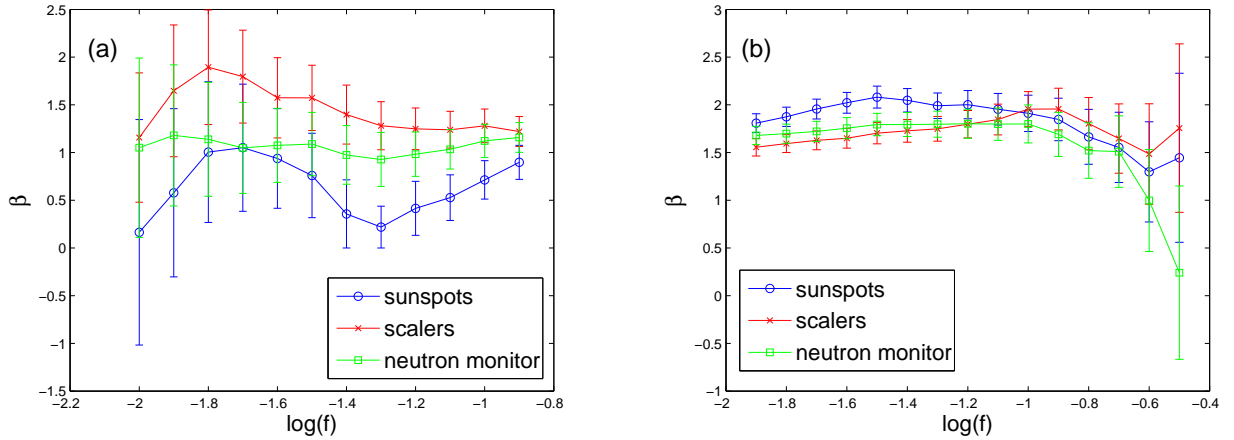 (a)
2.5
2
1.5
1
0.5
0
−0.5
−1
−1.5
β
−2.2
−2
−1.8
−1.6
−1.4
−1.2
−1
−0.8
log(f)
sunspots
scalers
neutron monitor
(b)
3
2.5
2
1.5
1
0.5
0
−0.5
−1
β
−2
−1.8
−1.6
−1.4
−1.2
−1
−0.8
−0.6
−0.4
log(f)
sunspots
scalers
neutron monitor